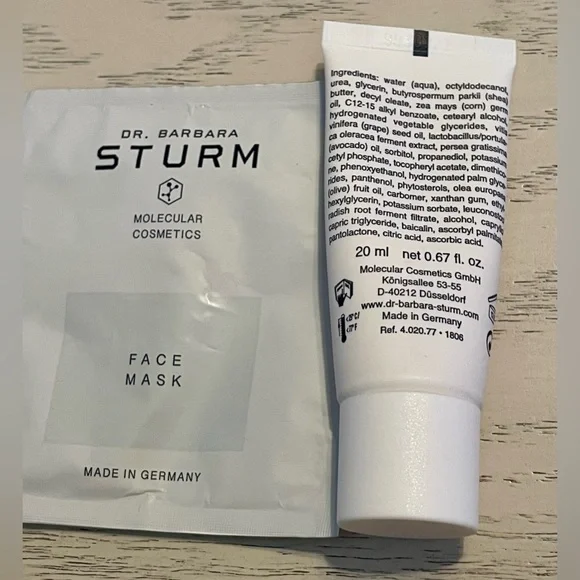 DR. BARBARA
STURM
MOLECULAR
COSMETICS
FACE
MASK
MADE IN GERMANY
Ingredients: water (aqua), octyldodecanol,
urea, glycerin, butyrospermum parkii (shea)
butter, decyl oleate, zea mays (corn) germ
oil, C12-15 alkyl benzoate, cetearyl alcohol,
hydrogenated vegetable glycerides, vitis
vinifera (grape) seed oil, lactobacillus/portula
ca oleracea ferment extract, persea gratissima
(avocado) oil, sorbitol, propanediol, potassium
cetyl phosphate, tocopheryl acetate, dimethico
ne, phenoxyethanol, hydrogenated palm glyce
rides, panthenol, phytosterols, olea europaea
(olive) fruit oil, carbomer, xanthan gum, ethyl
hexylglycerin, potassium sorbate, leuconostoc
radish root ferment filtrate, alcohol, caprylic
capric triglyceride, baicalin, ascorbyl palmitate
pantolactone, citric acid, ascorbic acid.
20 ml net 0.67 fl. oz.
Molecular Cosmetics GmbH
Königsallee 53-55
D-40212 Düsseldorf
www.dr-barbara-sturm.com
Made in Germany
Ref. 4.020.77 • 1806